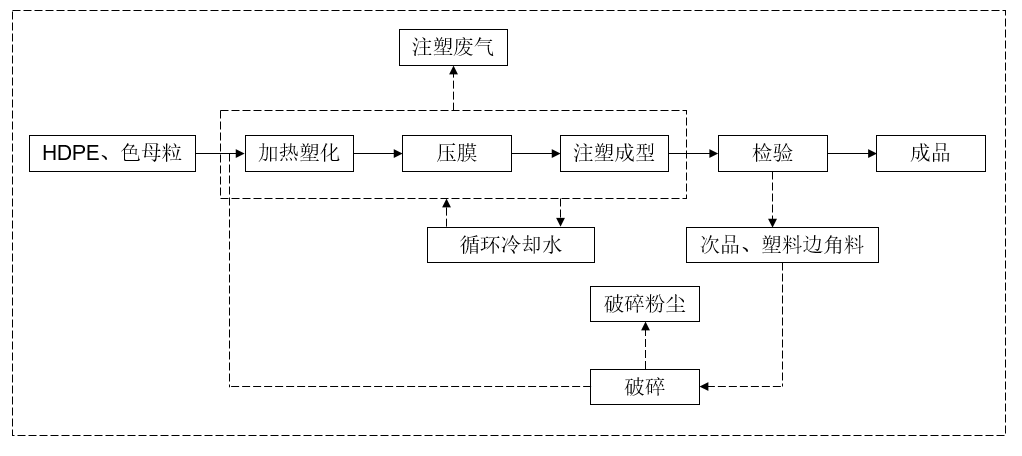 注塑废气
HDPE、色母粒
加热塑化
压膜
注塑成型
检验
成品
循环冷却水
次品、塑料边角料
破碎粉尘
破碎